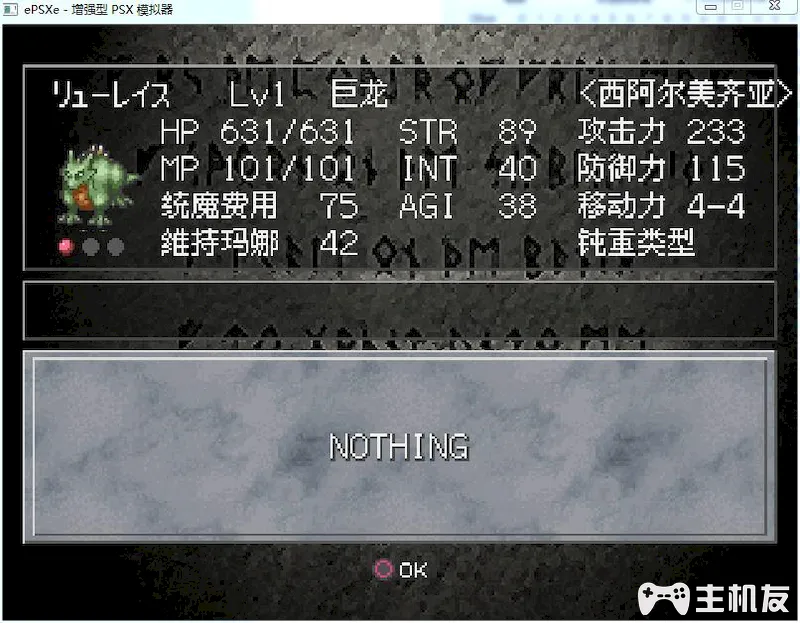 ePSXe - 增强型 PSX 模拟器
リューレイス Lv1 巨龙 <西阿尔美齐亚>
HP 631/631 STR 89 攻击力 233
MP 101/101 INT 40 防御力 115
统魔费用 75 AGI 38 移动力 4-4
維持玛娜 42 钝重类型
NOTHING
OK
主机友